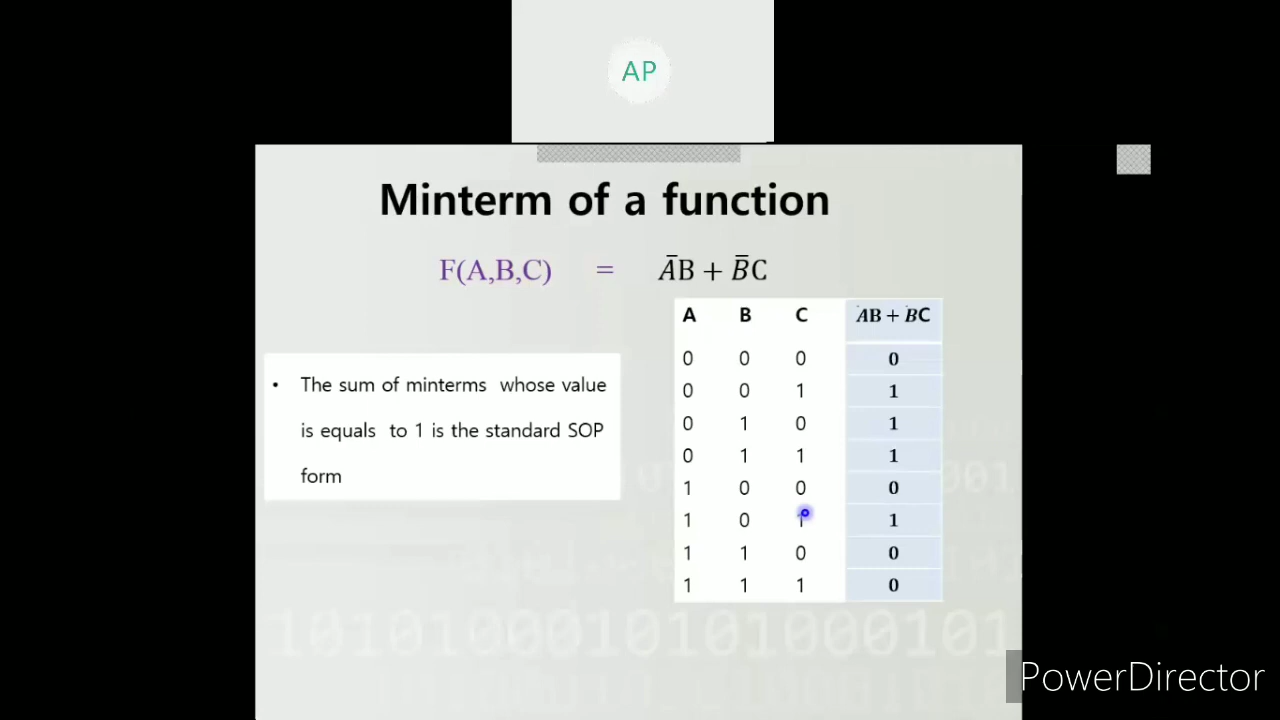 AP
Minterm of a function
F(A,B,C) = A̅B + B̅C
• The sum of minterms whose value
is equals to 1 is the standard SOP
form
A B C A̅B + B̅C
0 0 0 0
0 0 1 1
0 1 0 1
0 1 1 1
1 0 0 0
1 0 1 1
1 1 0 0
1 1 1 0
1010100010101000101
PowerDirector